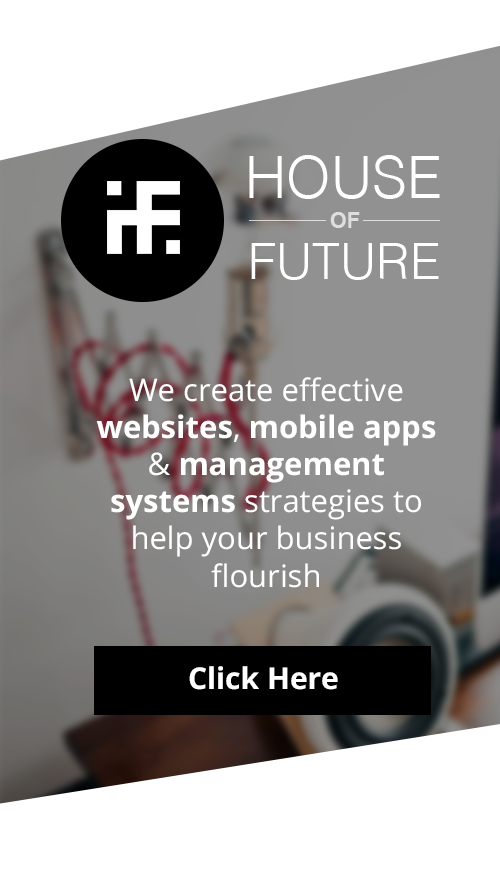 HOUSE
OF
FUTURE
We create effective
websites, mobile apps
& management
systems strategies to
help your business
flourish
Click Here